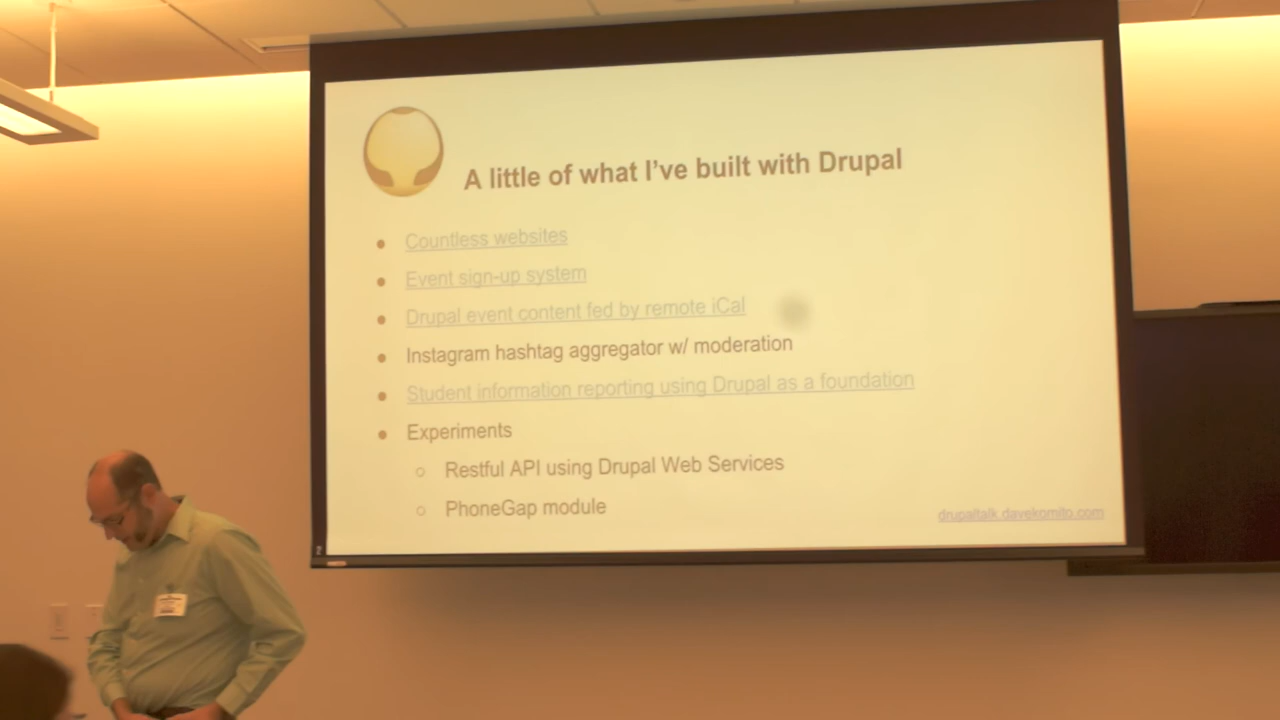 A little of what I've built with Drupal
Countless websites
Event sign-up system
Drupal event content fed by remote iCal
Instagram hashtag aggregator w/ moderation
Student information reporting using Drupal as a foundation
Experiments
Restful API using Drupal Web Services
PhoneGap module
drupaltalk.davekomito.com